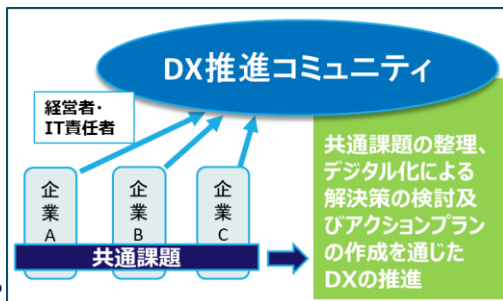 DX推進コミュニティ
経営者・
IT責任者
企業A
企業B
企業C
共通課題
共通課題の整理、
デジタル化による
解決策の検討及
びアクションプラン
の作成を通じた
DXの推進